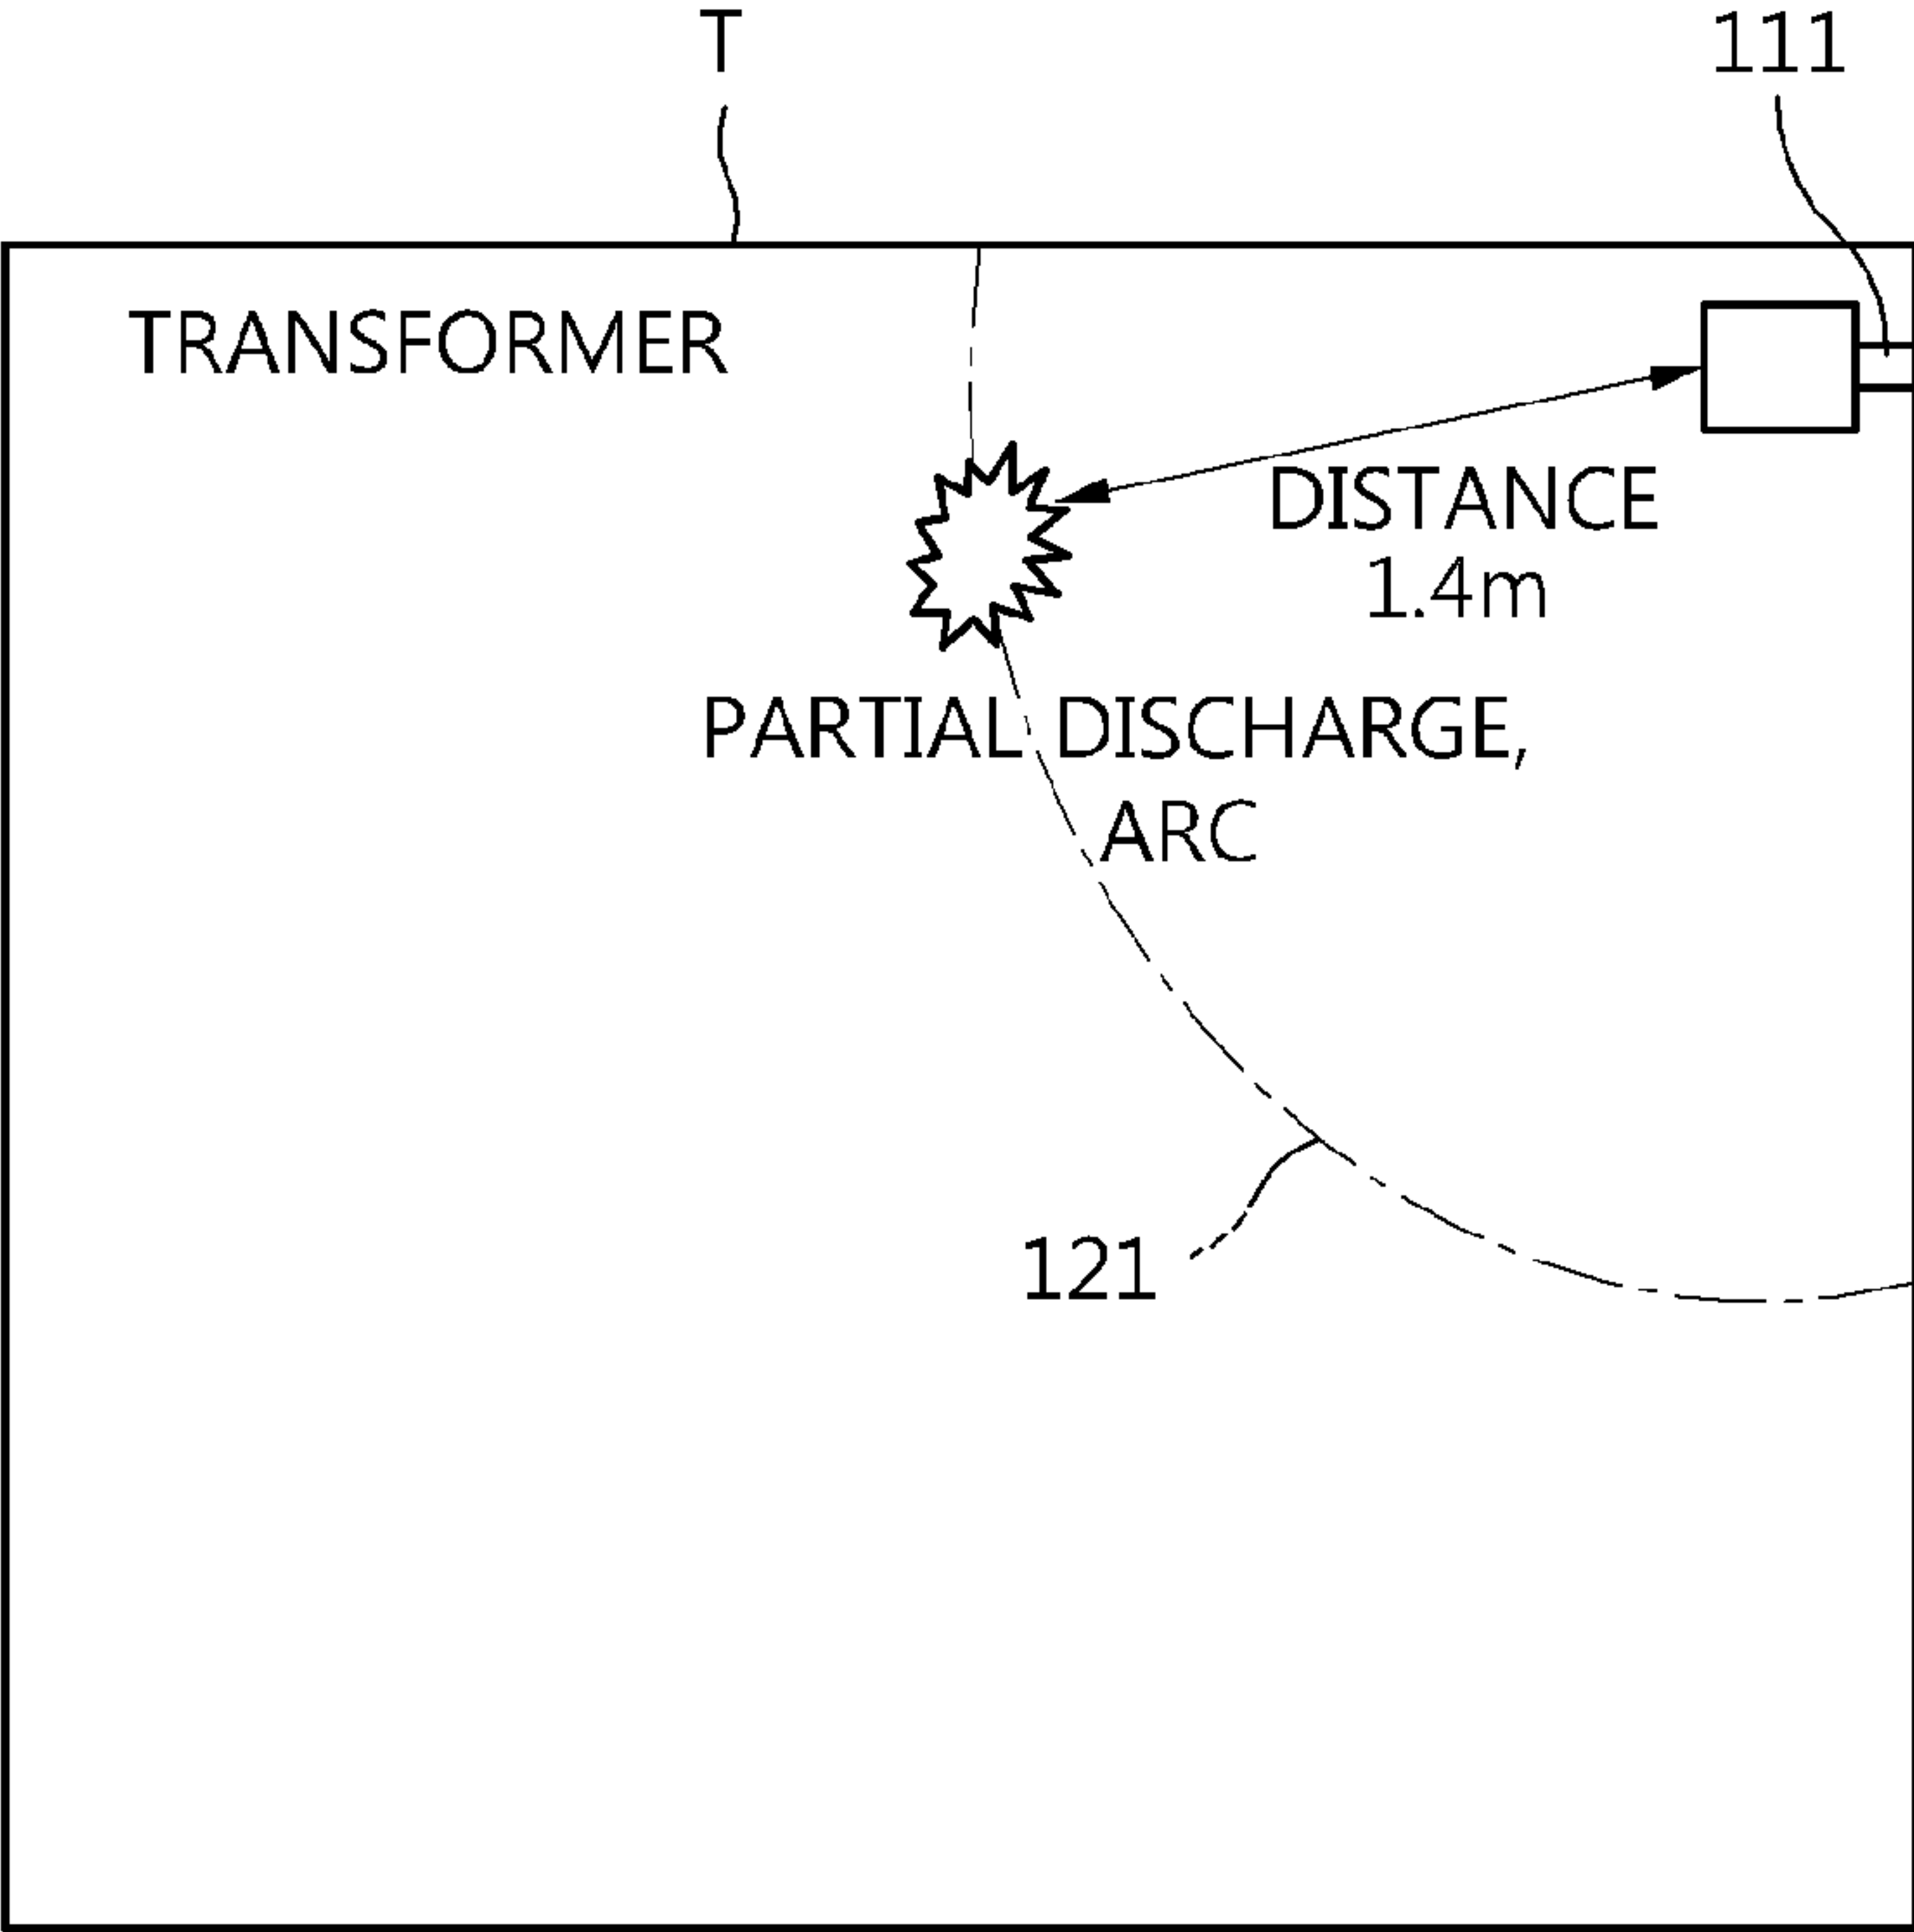 T
111
TRANSFORMER
DISTANCE
1.4m
PARTIAL DISCHARGE,
ARC
121